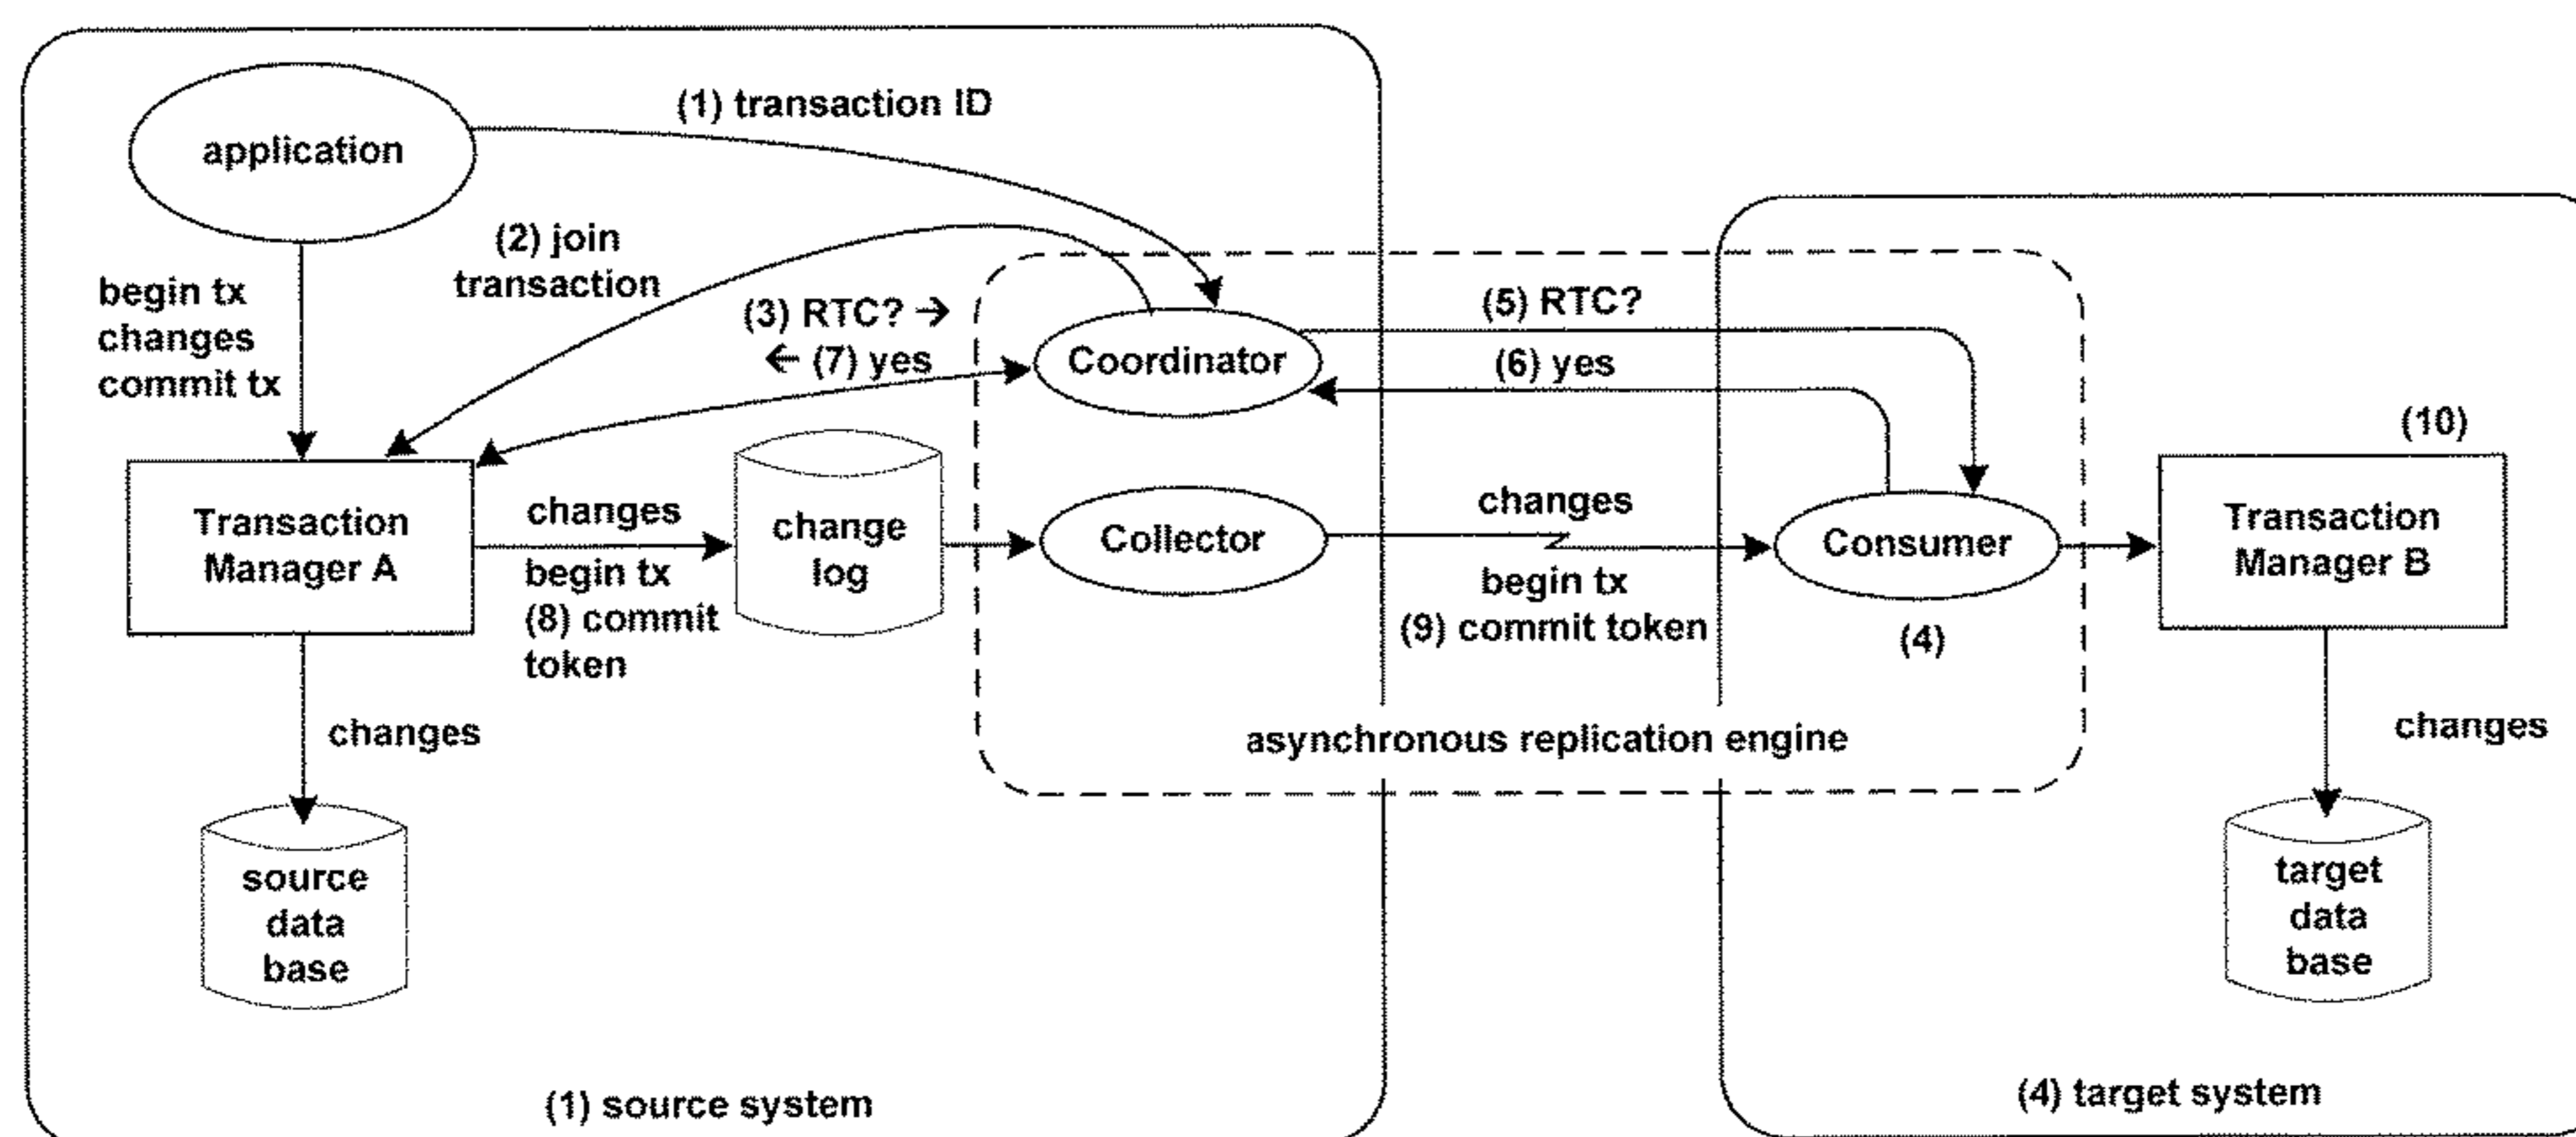 (1) transaction ID
application
(2) join
transaction
begin tx
changes
commit tx
(3) RTC? →
← (7) yes
Coordinator
(5) RTC?
(6) yes
(10)
Transaction
Manager A
changes
begin tx
(8) commit
token
change
log
Collector
changes
begin tx
(9) commit token
Consumer
(4)
Transaction
Manager B
changes
asynchronous replication engine
changes
source
data
base
target
data
base
(1) source system
(4) target system